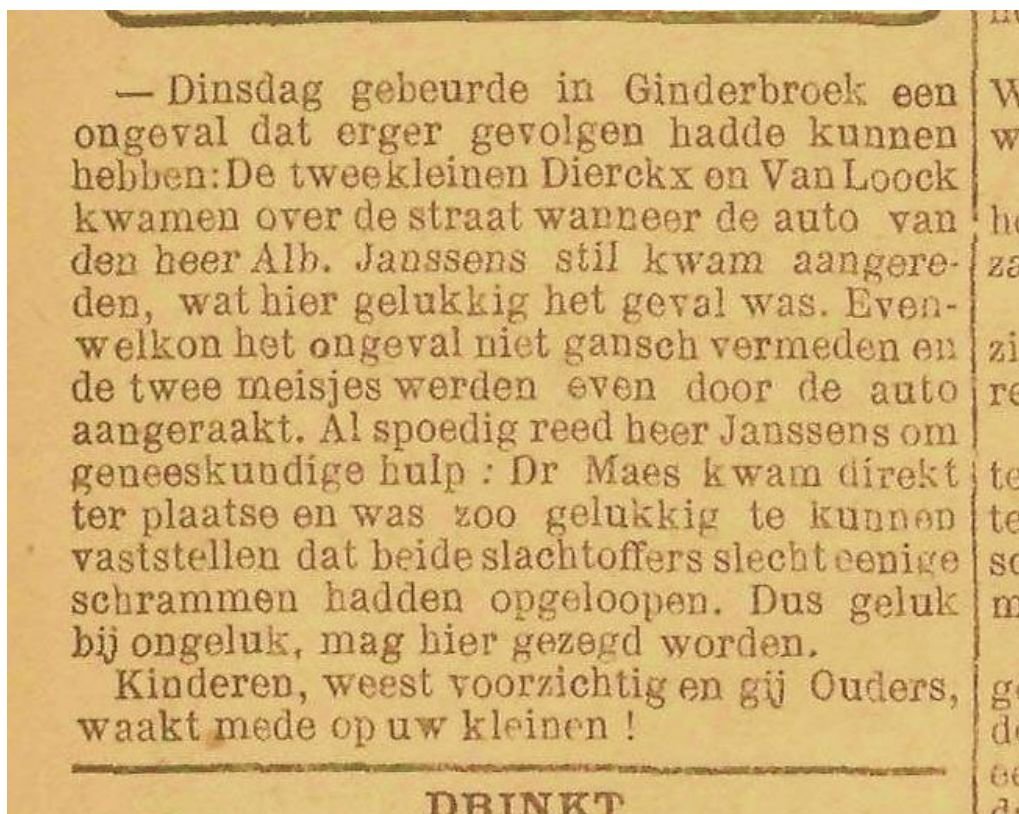 — Dinsdag gebeurde in Ginderbroek een
ongeval dat erger gevolgen hadde kunnen
hebben: De tweekleinen Dierckx en Van Loock
kwamen over de straat wanneer de auto van
den heer Alb. Janssens stil kwam aangere-
den, wat hier gelukkig het geval was. Even-
welkon het ongeval niet gansch vermeden en
de twee meisjes werden even door de auto
aangeraakt. Al spoedig reed heer Janssens om
geneeskundige hulp : Dr Maes kwam direkt
ter plaatse en was zoo gelukkig te kunnen
vaststellen dat beide slachtoffers slecht eenige
schrammen hadden opgeloopen. Dus geluk
bij ongeluk, mag hier gezegd worden.
Kinderen, weest voorzichtig en gij Ouders,
waakt mede op uw kleinen !
DRINKT